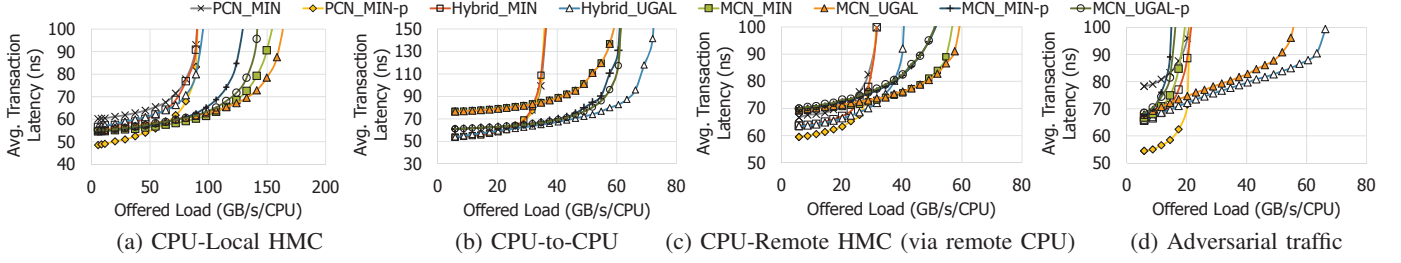 PCN_MIN PCN_MIN-p Hybrid_MIN Hybrid_UGAL MCN_MIN MCN_UGAL MCN_MIN-p MCN_UGAL-p
Avg. Transaction
Latency (ns)
100
90
80
70
60
50
40
0 50 100 150 200
Offered Load (GB/s/CPU)
(a) CPU-Local HMC
Avg. Transaction
Latency (ns)
150
130
110
90
70
50
30
0 20 40 60 80
Offered Load (GB/s/CPU)
(b) CPU-to-CPU
Avg. Transaction
Latency (ns)
100
90
80
70
60
50
0 20 40 60 80
Offered Load (GB/s/CPU)
(c) CPU-Remote HMC (via remote CPU)
Avg. Transaction
Latency (ns)
100
90
80
70
60
50
0 20 40 60 80
Offered Load (GB/s/CPU)
(d) Adversarial traffic